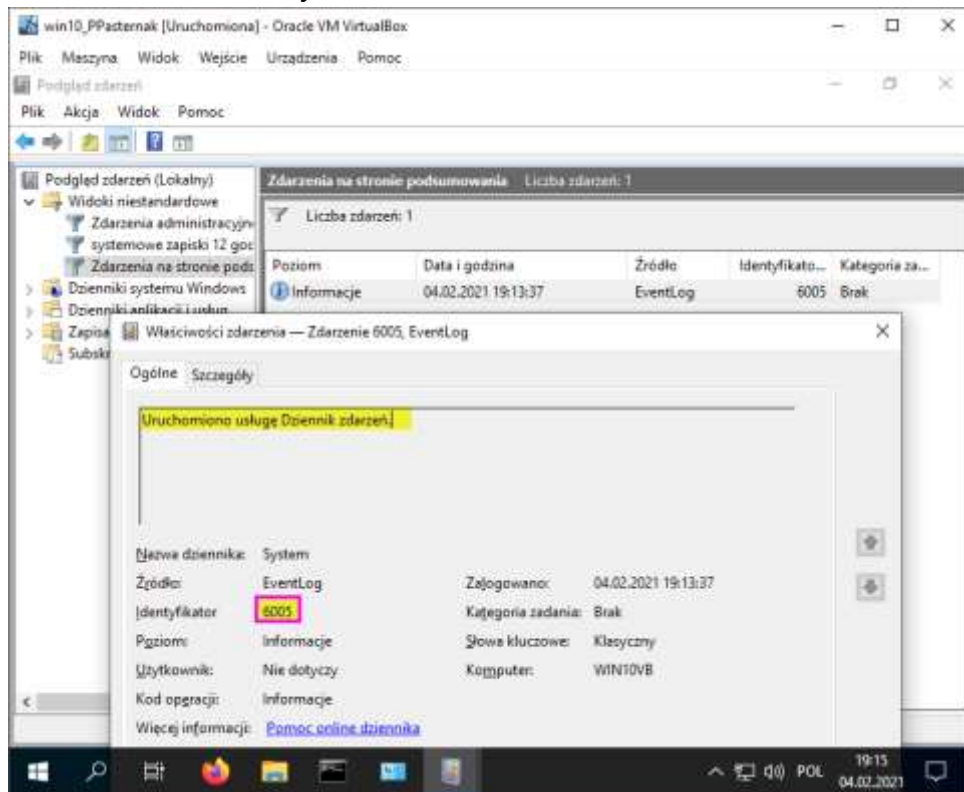 win10_PPasternak [Uruchomiona] - Oracle VM VirtualBox
Plik Maszyna Widok Wejście Urządzenia Pomoc
Podgląd zdarzeń
Plik Akcja Widok Pomoc
Podgląd zdarzeń (Lokalny)
Widoki niestandardowe
Zdarzenia administracyjn
systemowe zapiski 12 god
Zdarzenia na stronie pods
Dzienniki systemu Windows
Dzienniki aplikacji i usług
Zapisa
Subskr
Zdarzenia na stronie podsumowania Liczba zdarzeń: 1
Liczba zdarzeń: 1
Poziom Data i godzina Źródło Identyfikato... Kategoria za...
Informacje 04.02.2021 19:13:37 EventLog 6005 Brak
Właściwości zdarzenia — Zdarzenie 6005, EventLog
Ogólne Szczegóły
Uruchomiono usługę Dziennik zdarzeń.
Nazwa dziennika: System
Źródło: EventLog Zalogowano: 04.02.2021 19:13:37
Identyfikator 6005 Kategoria zadania: Brak
Poziom: Informacje Słowa kluczowe: Klasyczny
Użytkownik: Nie dotyczy Komputer: WIN10VB
Kod operacji: Informacje
Więcej informacji: Pomoc online dziennika
POL 19:15
04.02.2021